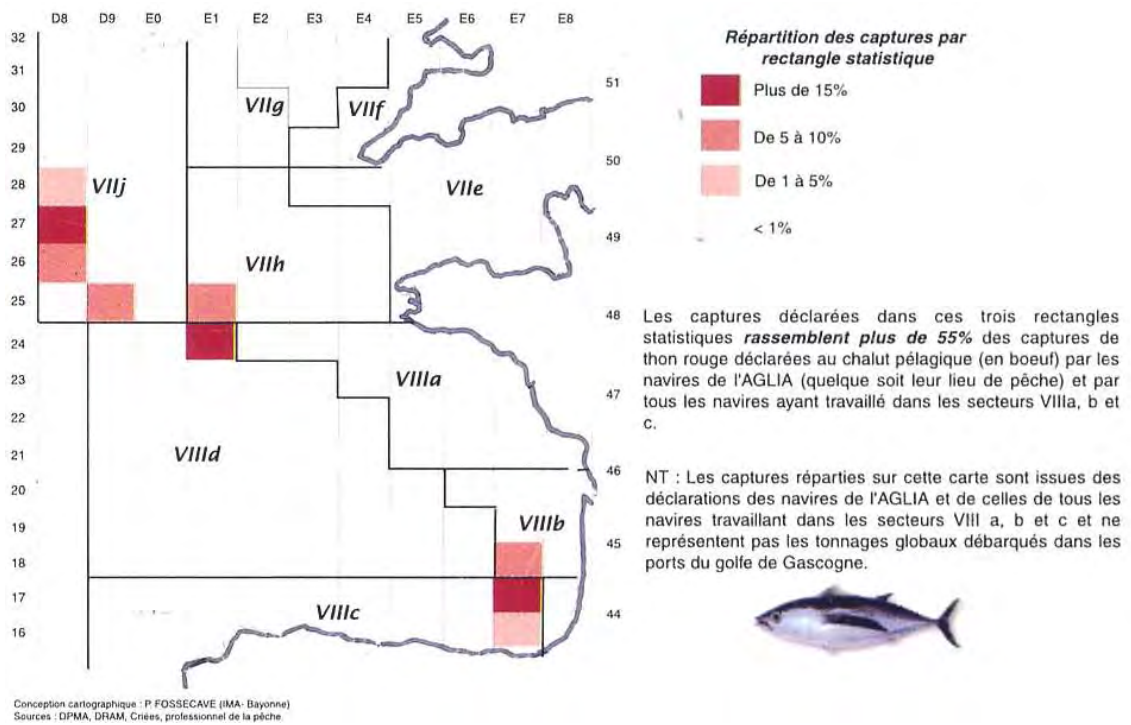 D8 D9 E0 E1 E2 E3 E4 E5 E6 E7 E8
32
31
30
29
28
27
26
25
24
23
22
21
20
19
18
17
16
VIIg
VIIf
VIIj
VIIe
VIIh
VIIIa
VIIId
VIIIb
VIIIc
51
50
49
48
47
46
45
44
Répartition des captures par
rectangle statistique
Plus de 15%
De 5 à 10%
De 1 à 5%
< 1%
Les captures déclarées dans ces trois rectangles
statistiques rassemblent plus de 55% des captures de
thon rouge déclarées au chalut pélagique (en boeuf) par les
navires de l'AGLIA (quelque soit leur lieu de pêche) et par
tous les navires ayant travaillé dans les secteurs VIIIa, b et
c.
NT : Les captures réparties sur cette carte sont issues des
déclarations des navires de l'AGLIA et de celles de tous les
navires travaillant dans les secteurs VIII a, b et c et ne
représentent pas les tonnages globaux débarqués dans les
ports du golfe de Gascogne.
Conception cartographique : P. FOSSECAVE (IMA- Bayonne)
Sources : DPMA, DRAM, Criées, professionnel de la pêche